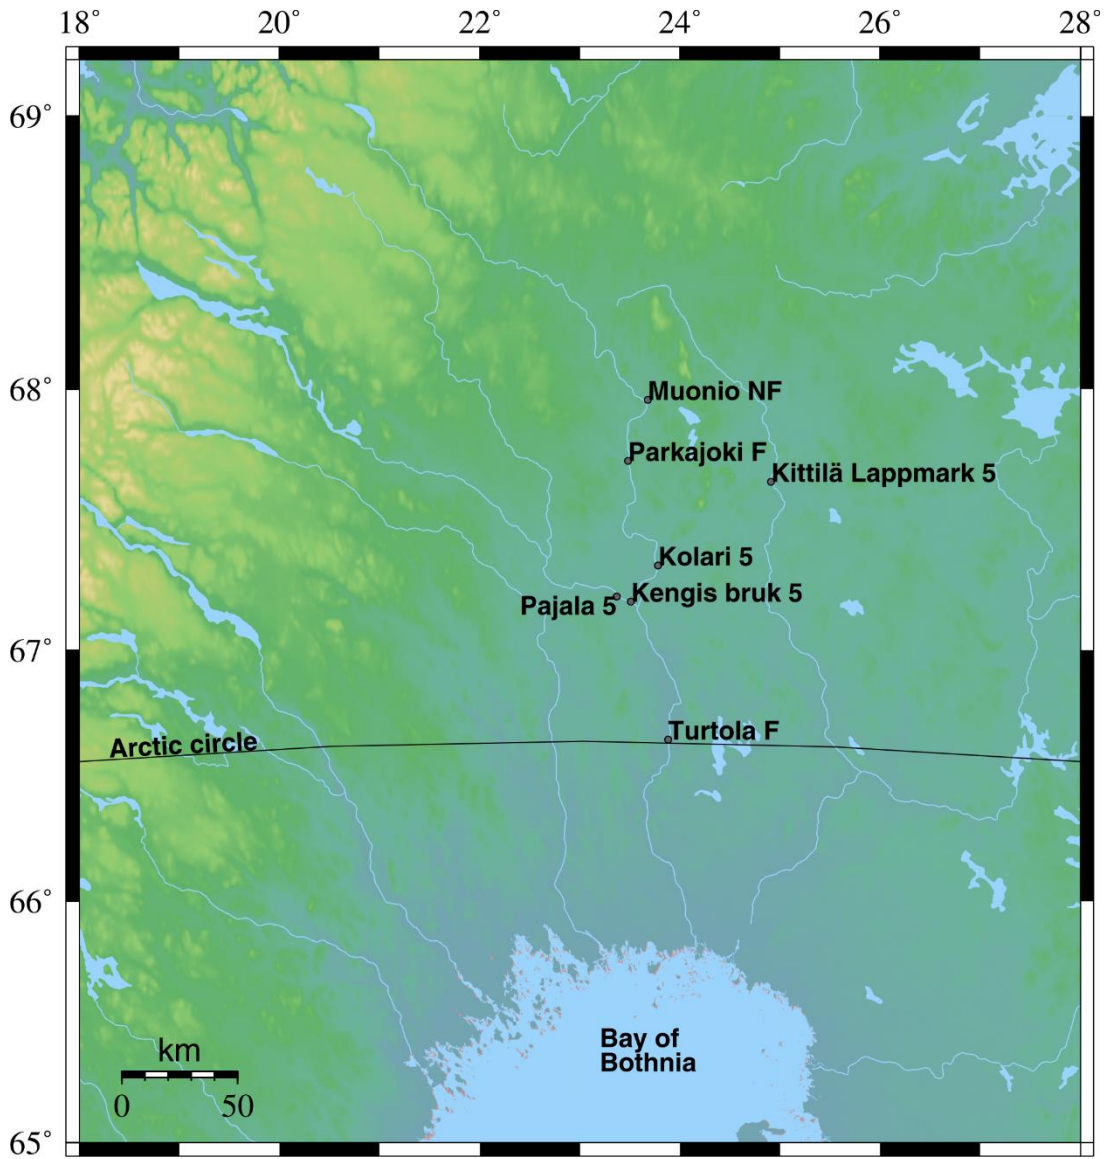 18° 20° 22° 24° 26° 28°
69°
68°
Muonio NF
Parkajoki F
Kittilä Lappmark 5
Kolari 5
Kengis bruk 5
Pajala 5
67°
Turtola F
Arctic circle
66°
Bay of
Bothnia
km
0 50
65°